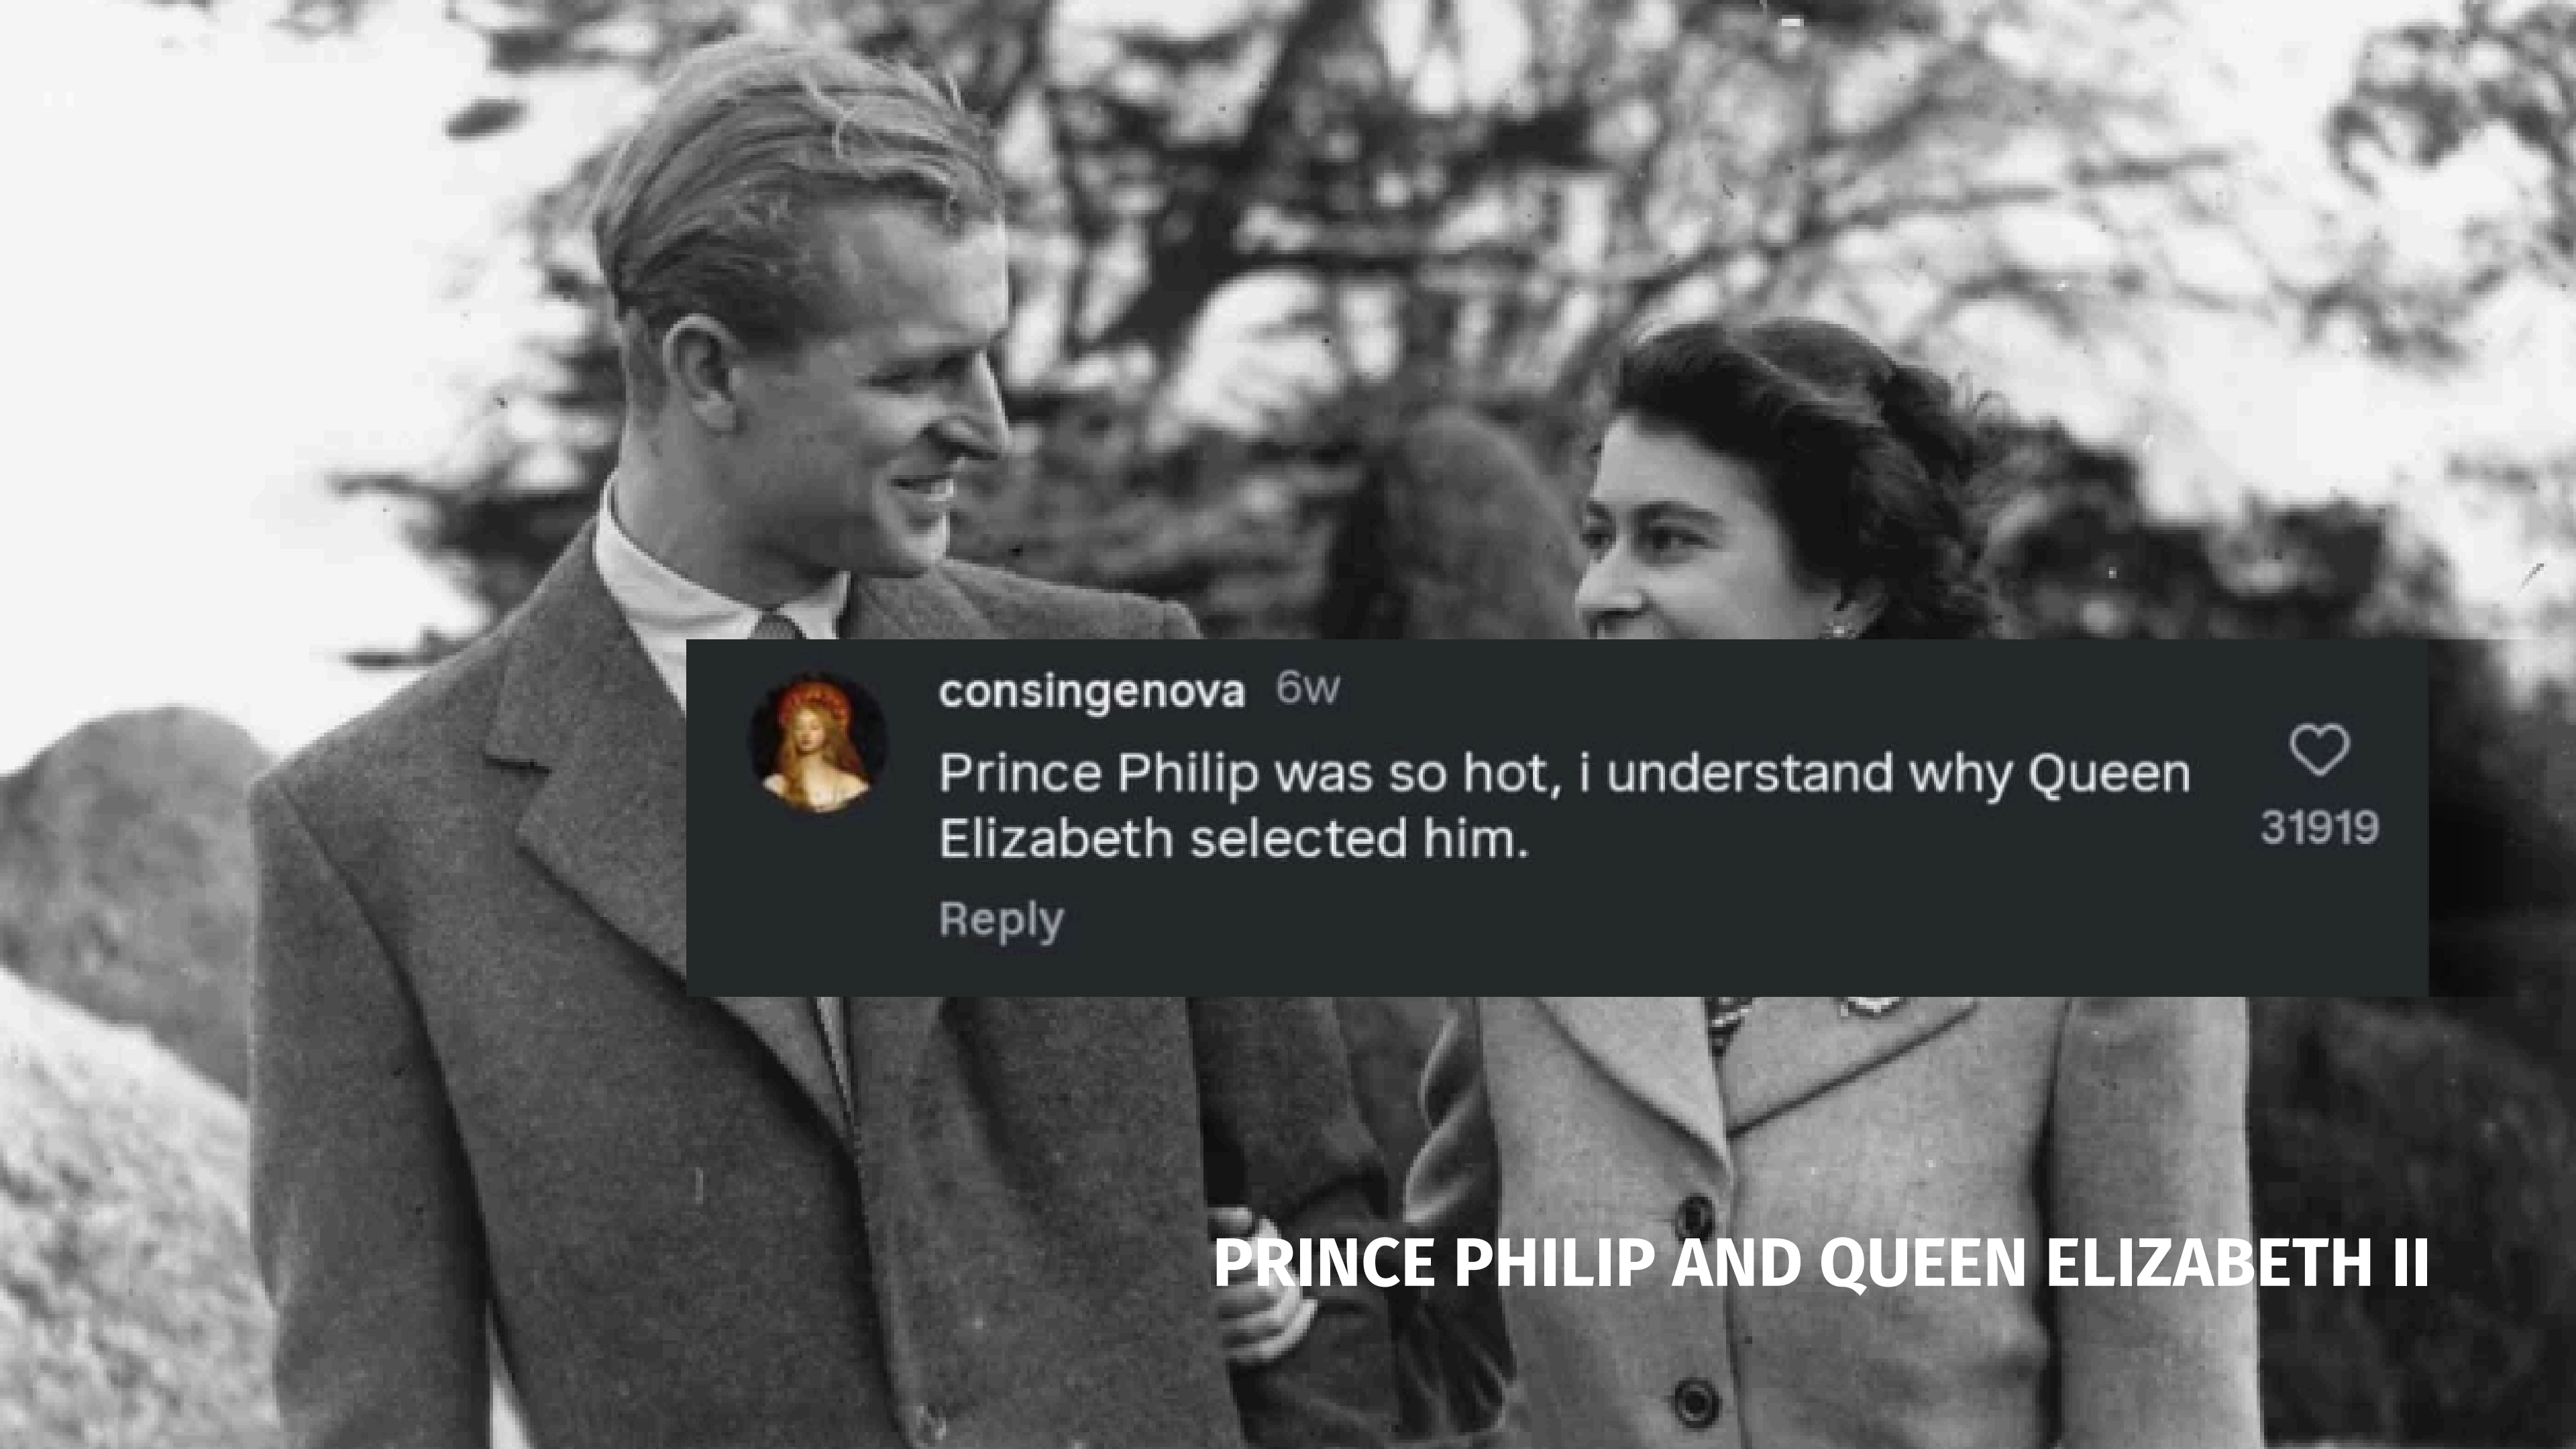 consingenova 6w
Prince Philip was so hot, i understand why Queen
Elizabeth selected him.
31919
Reply
PRINCE PHILIP AND QUEEN ELIZABETH II